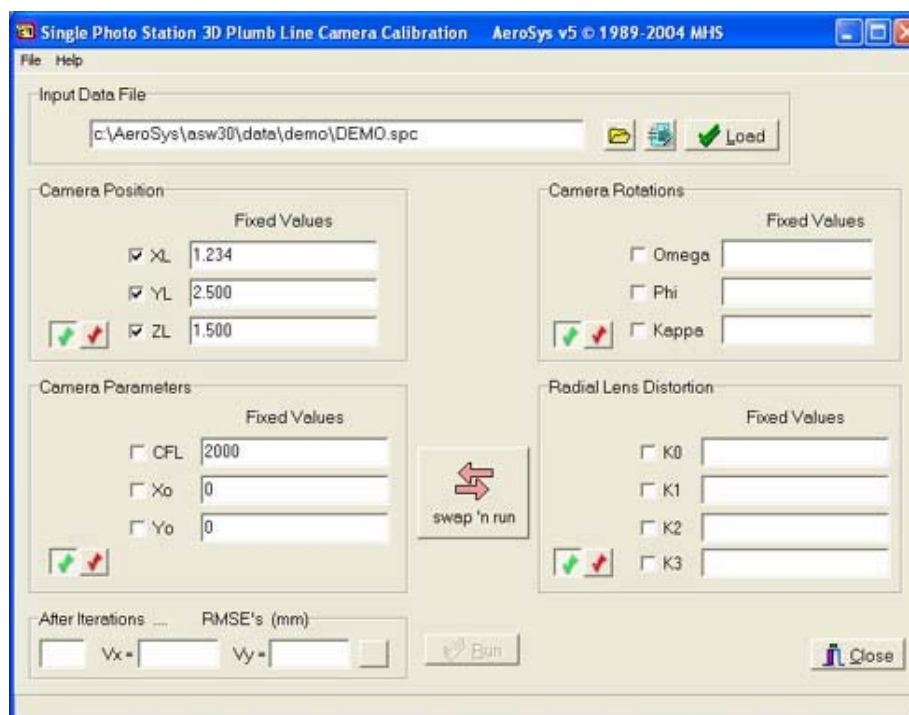 Single Photo Station 3D Plumb Line Camera Calibration AeroSys v5 © 1989-2004 MHS
File Help
Input Data File
c:\AeroSys\asw30\data\demo\DEMO.spc
Load
Camera Position
Fixed Values
XL 1.234
YL 2.500
ZL 1.500
Camera Rotations
Fixed Values
Omega
Phi
Kappa
Camera Parameters
Fixed Values
CFL 2000
Xo 0
Yo 0
swap 'n run
Radial Lens Distortion
Fixed Values
K0
K1
K2
K3
After Iterations .... RMSE's (mm)
Vx = Vy =
Run
Close